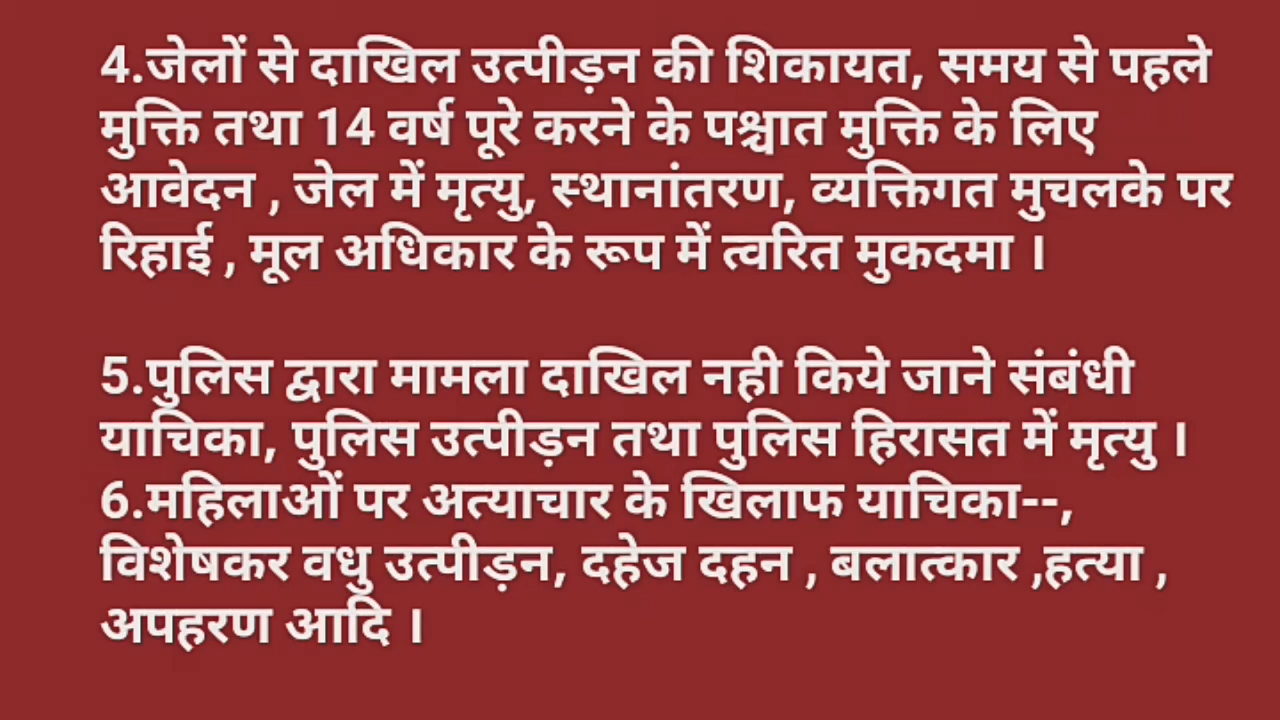 4.जेलों से दाखिल उत्पीड़न की शिकायत, समय से पहले
मुक्ति तथा 14 वर्ष पूरे करने के पश्चात मुक्ति के लिए
आवेदन , जेल में मृत्यु, स्थानांतरण, व्यक्तिगत मुचलके पर
रिहाई , मूल अधिकार के रूप में त्वरित मुकदमा ।
5.पुलिस द्वारा मामला दाखिल नही किये जाने संबंधी
याचिका, पुलिस उत्पीड़न तथा पुलिस हिरासत में मृत्यु ।
6.महिलाओं पर अत्याचार के खिलाफ याचिका--,
विशेषकर वधु उत्पीड़न, दहेज दहन , बलात्कार ,हत्या ,
अपहरण आदि ।